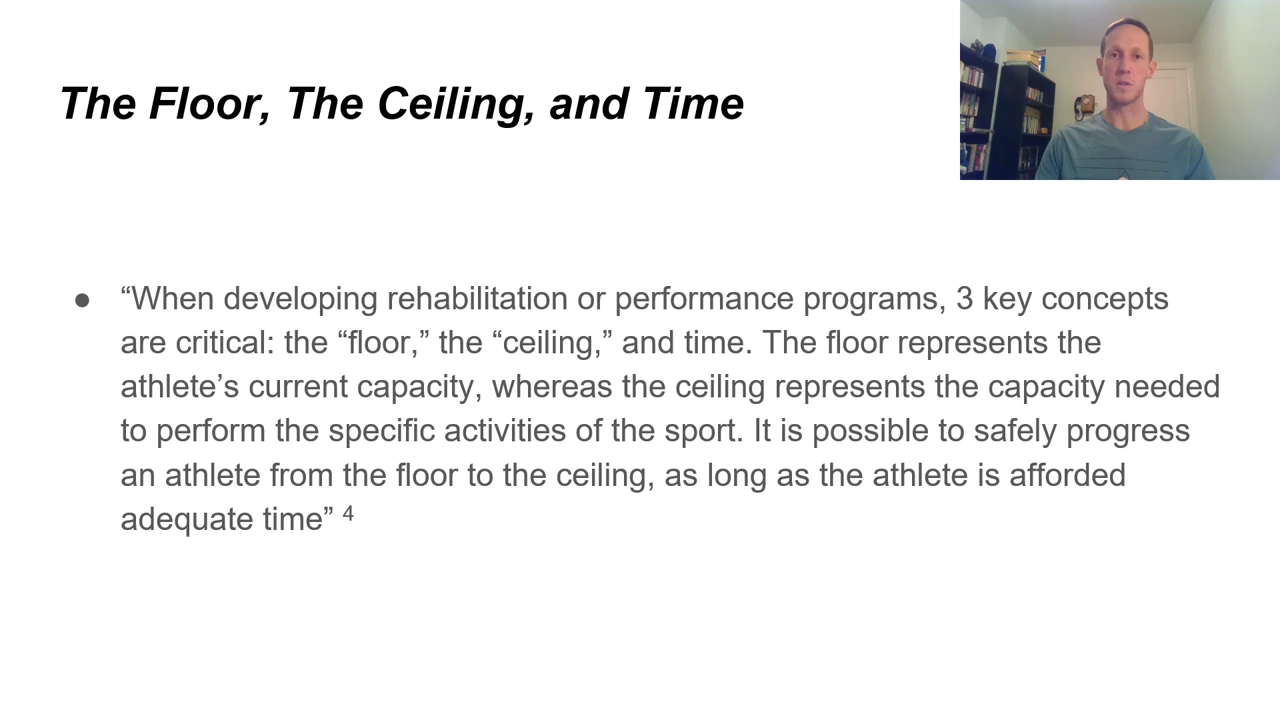 The Floor, The Ceiling, and Time
● “When developing rehabilitation or performance programs, 3 key concepts
are critical: the “floor,” the “ceiling,” and time. The floor represents the
athlete’s current capacity, whereas the ceiling represents the capacity needed
to perform the specific activities of the sport. It is possible to safely progress
an athlete from the floor to the ceiling, as long as the athlete is afforded
adequate time” 4